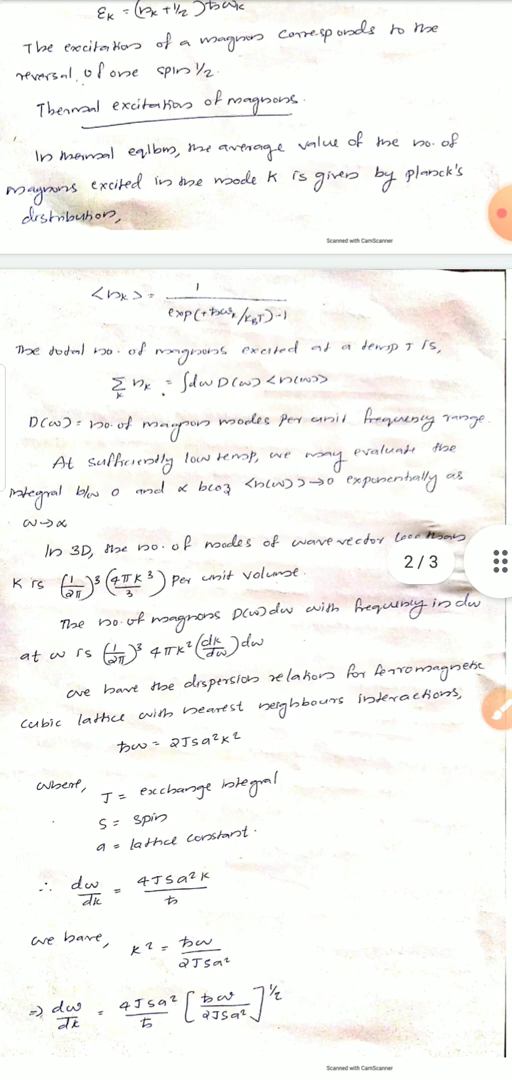 Ɛk = (nk + 1/2) ħωk
The excitation of a magnon corresponds to the
reversal of one spin 1/2.
Thermal excitation of magnons.
In thermal eqlbm, the average value of the no. of
magnons excited in the mode K is given by planck's
distribution,
Scanned with CamScanner
<nk> = 1 / exp(+ħωk/kBT)-1
The total no. of magnons excited at a temp T is,
∑k nk = ∫dω D(ω) <n(ω)>
D(ω) = no. of magnon modes per unit frequency range.
At sufficiently low temp, we may evaluate the
integral b/w 0 and ∝ bcoz <n(ω)> → 0 exponentially as
ω→∝
In 3D, the no. of modes of wave vector less than
K is (1/2π)³ (4πk³/3) per unit volume.
2/3
The no. of magnons D(ω)dω with frequency in dω
at ω is (1/2π)³ 4πk² (dk/dω) dω
we have the dispersion relation for ferromagnetic
cubic lattice with nearest neighbours interactions,
ħω = 2Jsa²k²
where,
J = exchange integral
S = spin
a = lattice constant.
∴ dω/dk = 4JSa²k/ħ
we have, k² = ħω/2JSa²
⇒ dω/dk = 4JSa²/ħ [ħω/2JSa²]^1/2
Scanned with CamScanner